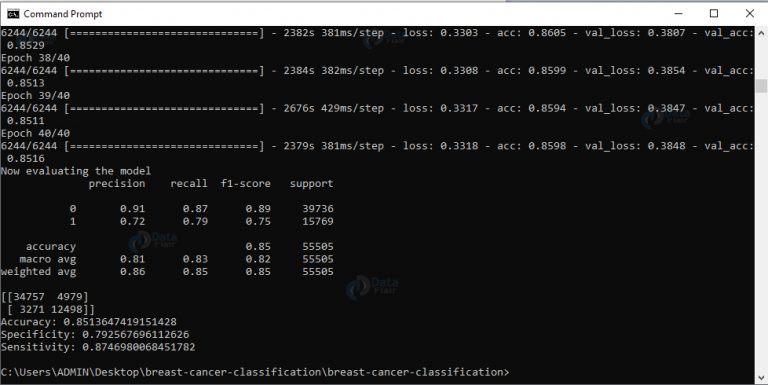 Command Prompt
6244/6244 [==============================] - 2382s 381ms/step - loss: 0.3303 - acc: 0.8605 - val_loss: 0.3807 - val_acc:
0.8529
Epoch 38/40
6244/6244 [==============================] - 2384s 382ms/step - loss: 0.3308 - acc: 0.8599 - val_loss: 0.3854 - val_acc:
0.8513
Epoch 39/40
6244/6244 [==============================] - 2676s 429ms/step - loss: 0.3317 - acc: 0.8594 - val_loss: 0.3847 - val_acc:
0.8511
Epoch 40/40
6244/6244 [==============================] - 2379s 381ms/step - loss: 0.3318 - acc: 0.8598 - val_loss: 0.3848 - val_acc:
0.8516
Now evaluating the model
precision recall f1-score support
0 0.91 0.87 0.89 39736
1 0.72 0.79 0.75 15769
accuracy 0.85 55505
macro avg 0.81 0.83 0.82 55505
weighted avg 0.86 0.85 0.85 55505
[[34757 4979]
[ 3271 12498]]
Accuracy: 0.8513647419151428
Specificity: 0.792567696112626
Sensitivity: 0.8746980068451782
C:\Users\ADMIN\Desktop\breast-cancer-classification\breast-cancer-classification>
Data Flair
Data Flair
Data Flair